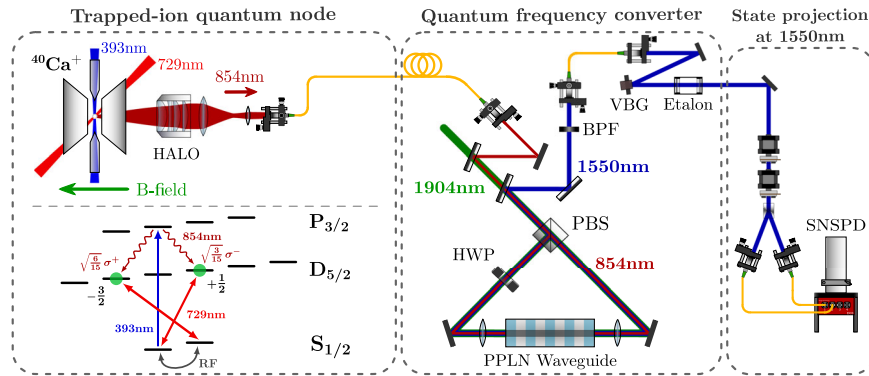 Trapped-ion quantum node
393nm
⁴⁰Ca⁺
729nm
854nm
HALO
B-field
P₃/₂
854nm
√6/15 σ⁺
√3/15 σ⁻
D₅/₂
-3/2
+1/2
393nm
729nm
S₁/₂
RF
Quantum frequency converter
VBG
Etalon
BPF
1550nm
1904nm
PBS
HWP
854nm
PPLN Waveguide
State projection
at 1550nm
SNSPD